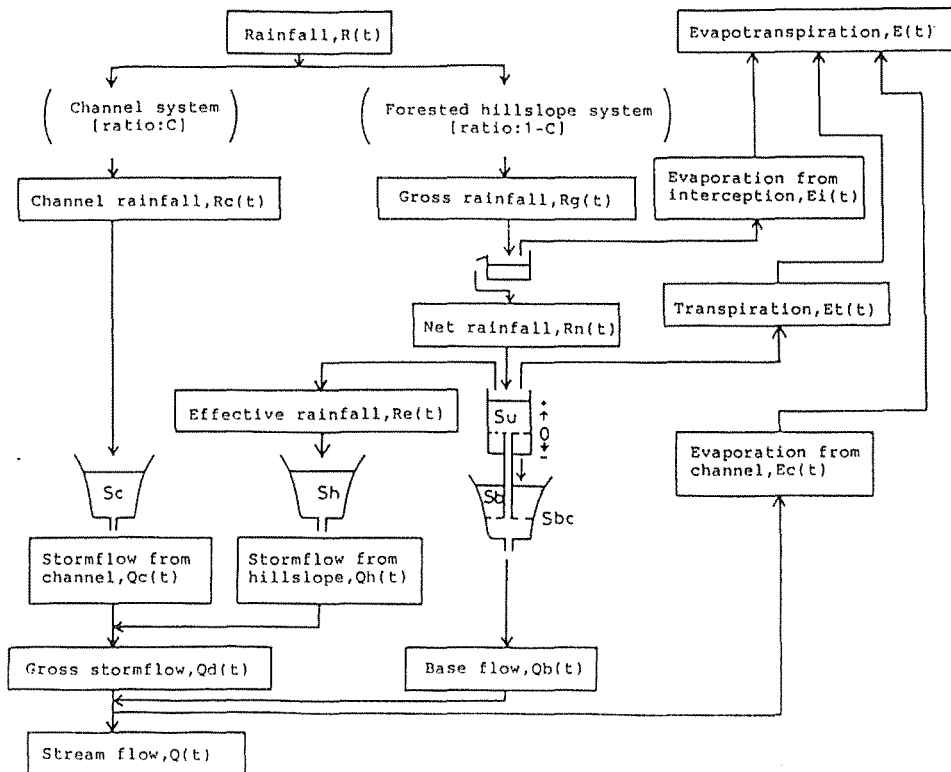 Rainfall,R(t)
Evapotranspiration,E(t)
Channel system
[ratio:C]
Forested hillslope system
[ratio:1-C]
Channel rainfall,Rc(t)
Gross rainfall,Rg(t)
Evaporation from
interception,Ei(t)
Net rainfall,Rn(t)
Transpiration,Et(t)
Effective rainfall,Re(t)
Su
+
0
-
Evaporation from
channel,Ec(t)
Sc
Sh
Sb
Sbc
Stormflow from
channel,Qc(t)
Stormflow from
hillslope,Qh(t)
Gross stormflow,Qd(t)
Base flow,Qb(t)
Stream flow,Q(t)